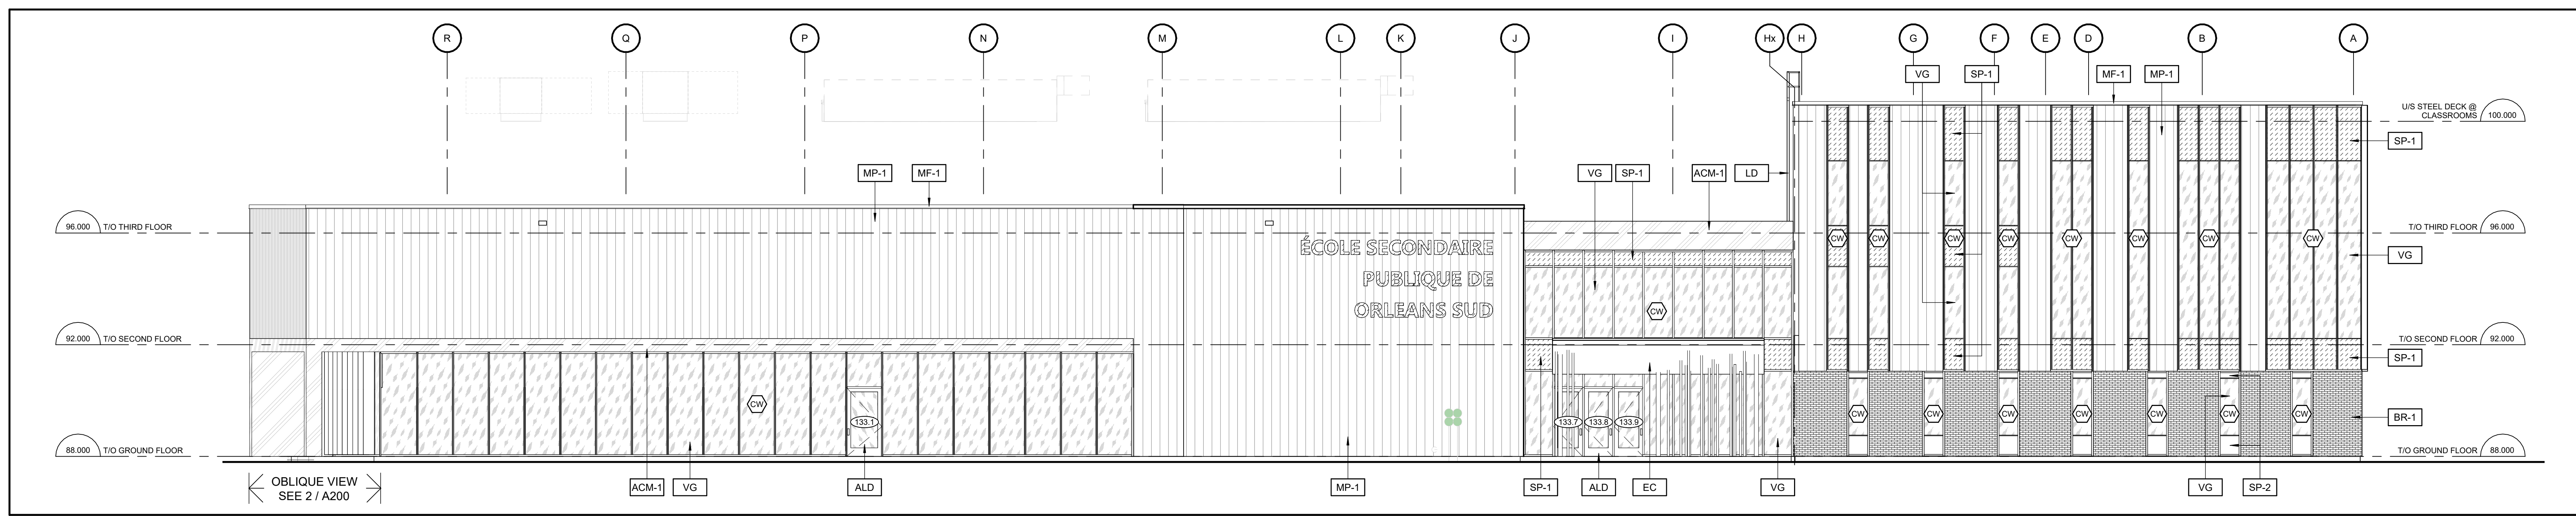 R Q P N M L K J I Hx H G F E D B A
VG SP-1 MF-1 MP-1
U/S STEEL DECK @
CLASSROOMS 100.000
SP-1
MP-1 MF-1 VG SP-1 ACM-1 LD
96.000 T/O THIRD FLOOR
T/O THIRD FLOOR 96.000
CW CW CW CW CW CW CW CW
ÉCOLE SECONDAIRE
PUBLIQUE DE
ORLEANS SUD
VG
CW
92.000 T/O SECOND FLOOR
T/O SECOND FLOOR 92.000
SP-1
CW
133.1 133.7 133.8 133.9
CW CW CW CW CW CW CW
BR-1
88.000 T/O GROUND FLOOR
T/O GROUND FLOOR 88.000
OBLIQUE VIEW
SEE 2 / A200
ACM-1 VG ALD MP-1 SP-1 ALD EC VG VG SP-2